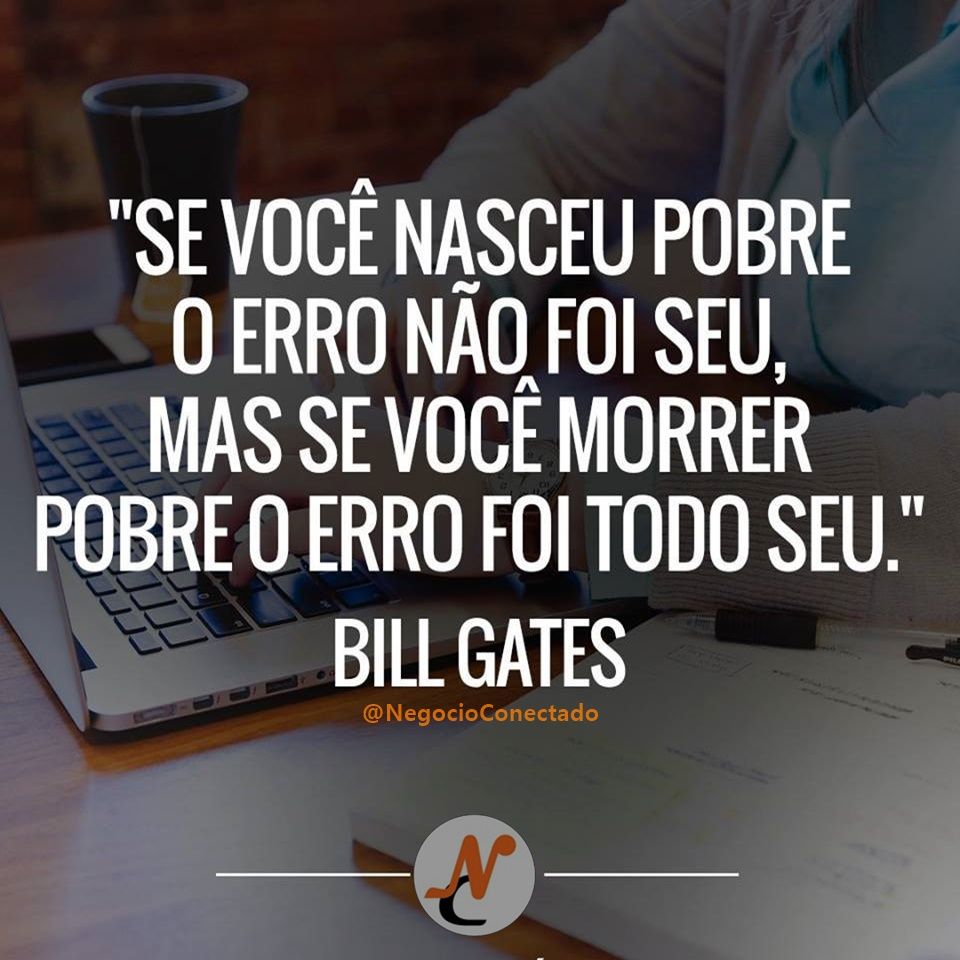 "SE VOCÊ NASCEU POBRE
O ERRO NÃO FOI SEU,
MAS SE VOCÊ MORRER
POBRE O ERRO FOI TODO SEU."
BILL GATES
@NegocioConectado
NC